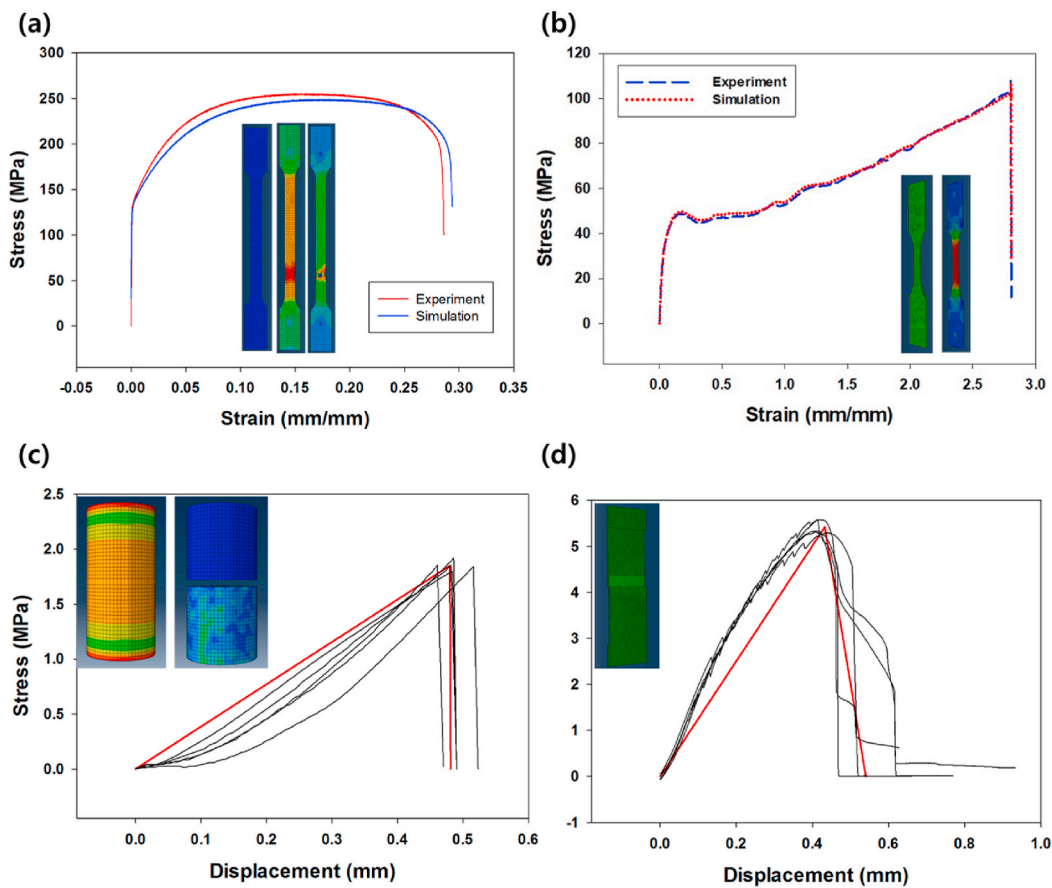 (a)
300
250
200
150
100
50
0
-50
Stress (MPa)
Experiment
Simulation
-0.05 0.00 0.05 0.10 0.15 0.20 0.25 0.30 0.35
Strain (mm/mm)
(b)
120
100
80
60
40
20
0
-20
Stress (MPa)
Experiment
Simulation
0.0 0.5 1.0 1.5 2.0 2.5 3.0
Strain (mm/mm)
(c)
2.5
2.0
1.5
1.0
0.5
0.0
Stress (MPa)
0.0 0.1 0.2 0.3 0.4 0.5 0.6
Displacement (mm)
(d)
6
5
4
3
2
1
0
-1
0.0 0.2 0.4 0.6 0.8 1.0
Displacement (mm)